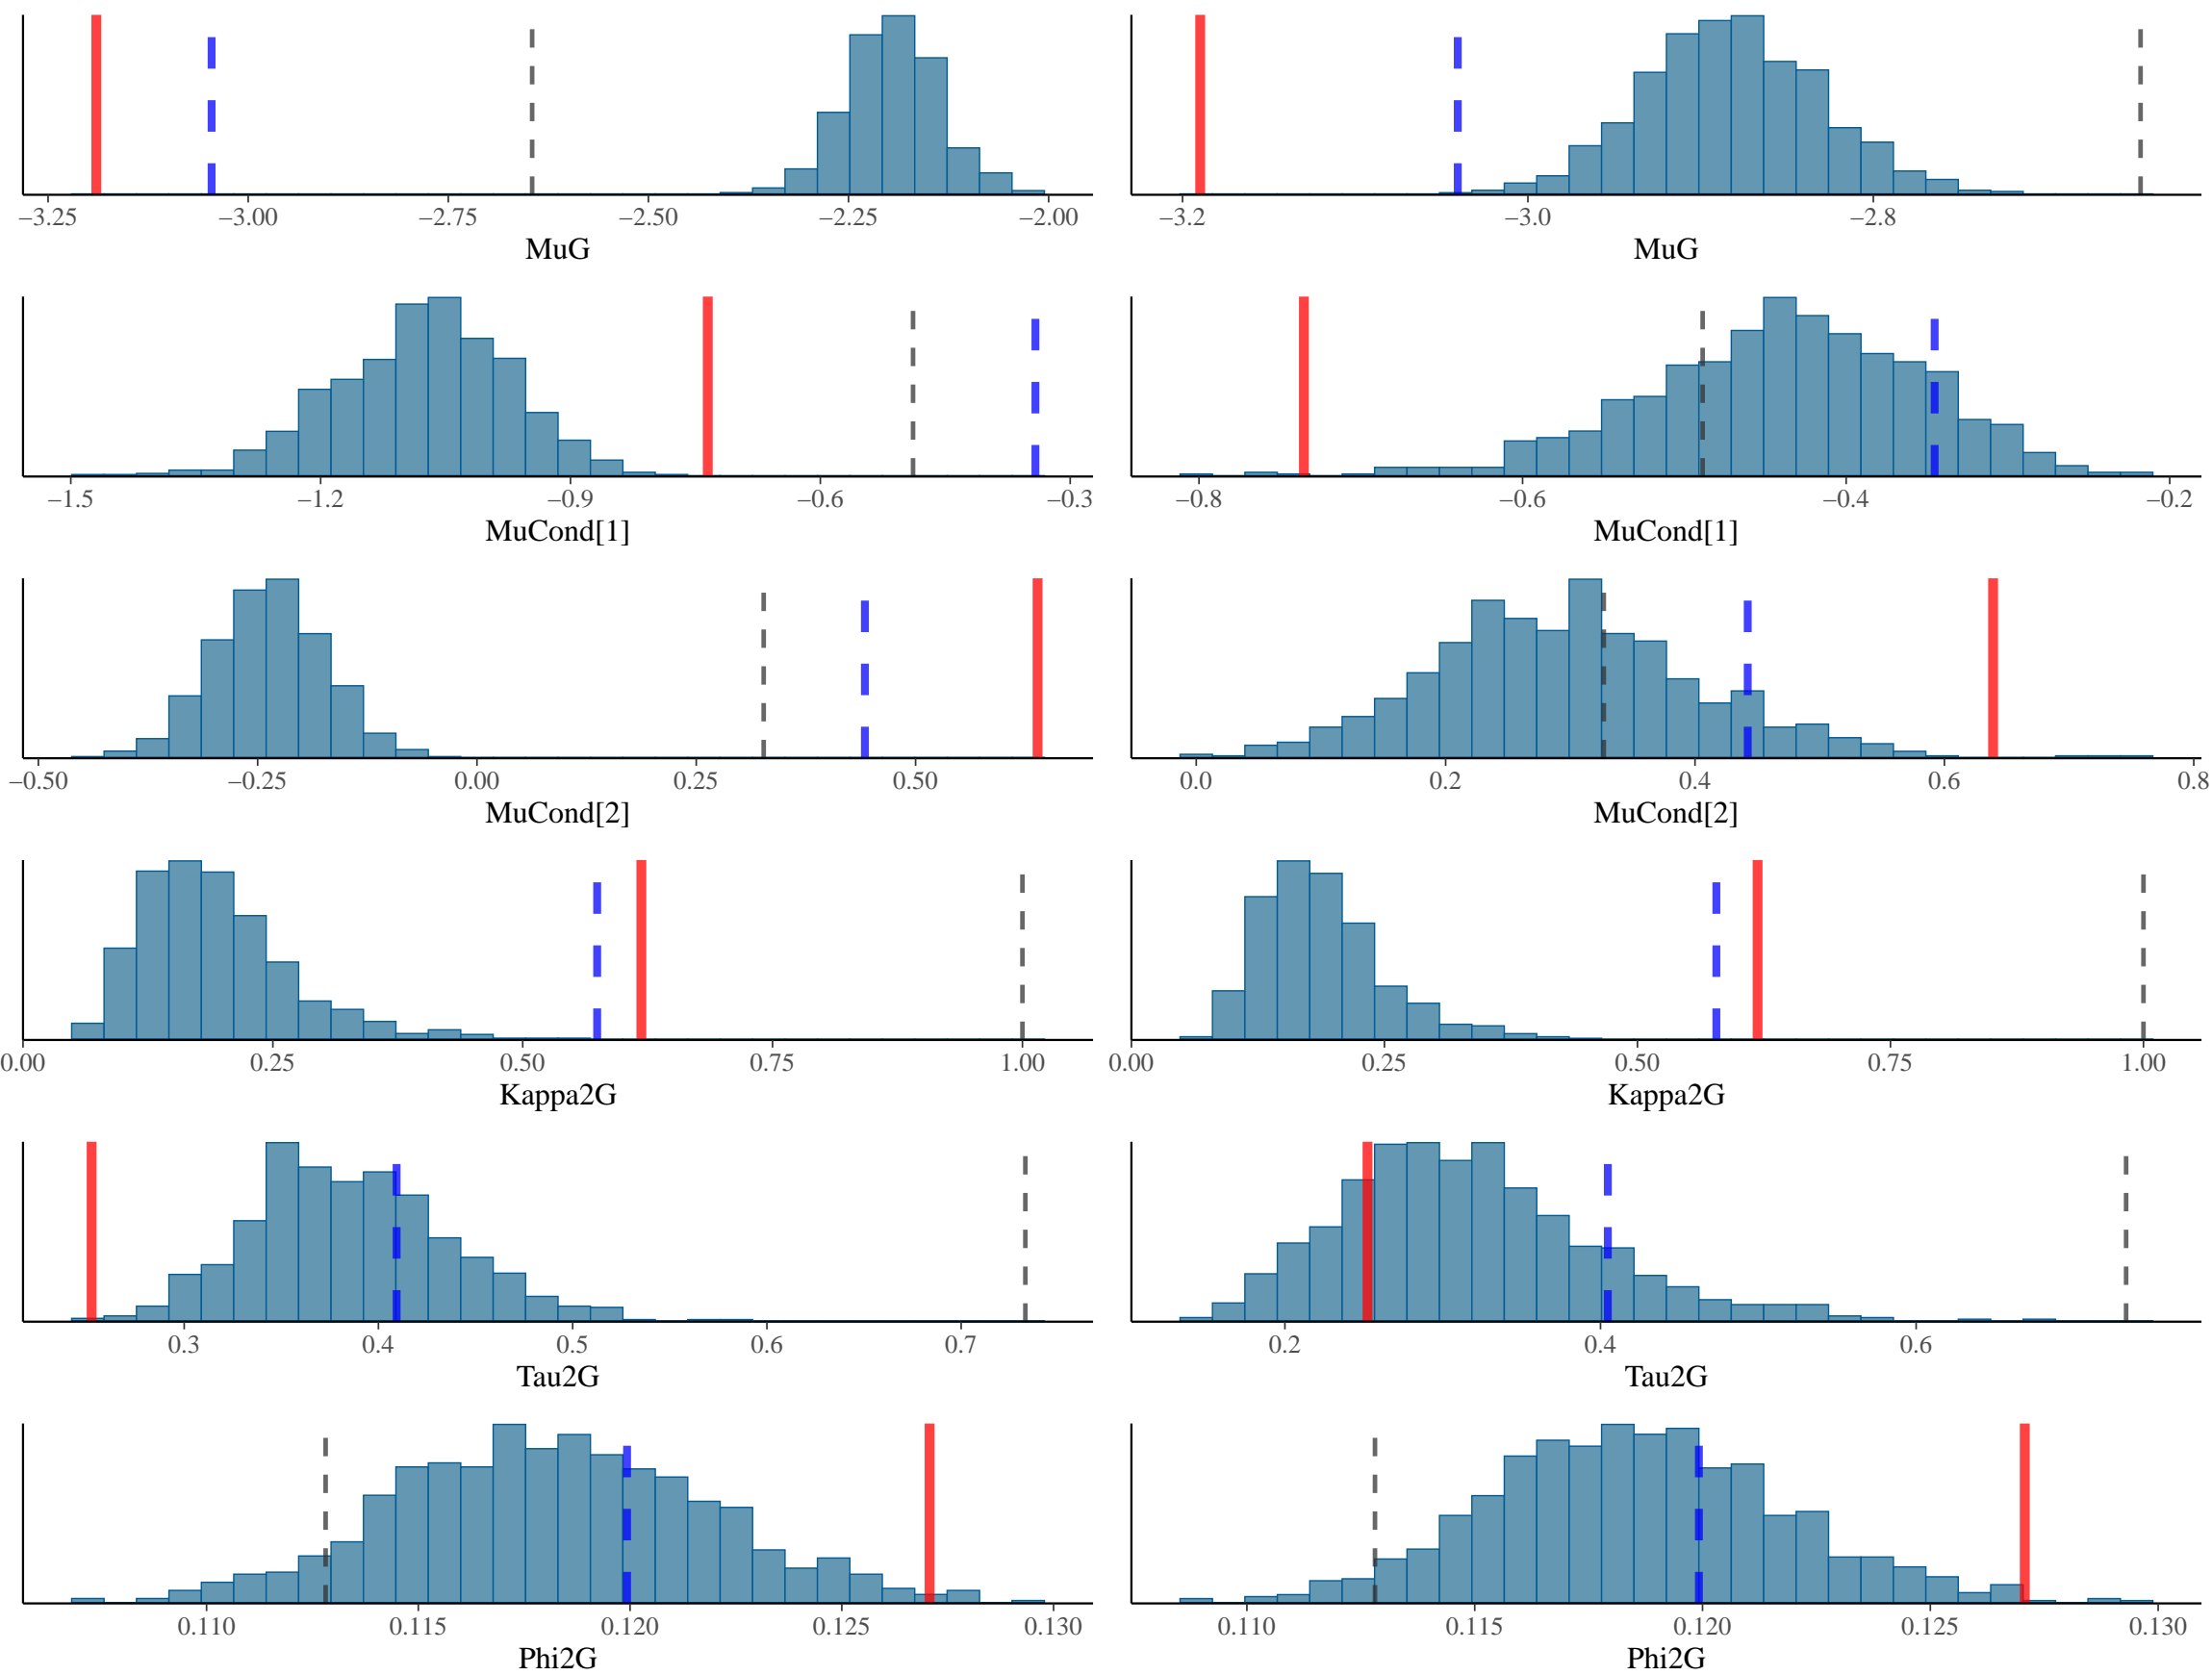 −3.25 −3.00 −2.75 −2.50 −2.25 −2.00 −3.2 −3.0 −2.8
MuG MuG
−1.5 −1.2 −0.9 −0.6 −0.3 −0.8 −0.6 −0.4 −0.2
MuCond[1] MuCond[1]
−0.50 −0.25 0.00 0.25 0.50 0.0 0.2 0.4 0.6 0.8
MuCond[2] MuCond[2]
0.00 0.25 0.50 0.75 1.00 0.00 0.25 0.50 0.75 1.00
Kappa2G Kappa2G
0.3 0.4 0.5 0.6 0.7 0.2 0.4 0.6
Tau2G Tau2G
0.110 0.115 0.120 0.125 0.130 0.110 0.115 0.120 0.125 0.130
Phi2G Phi2G